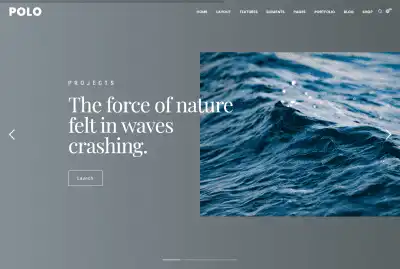 POLO
HOME LAYOUT FEATURES ELEMENTS PAGES PORTFOLIO BLOG SHOP
PROJECTS
The force of nature
felt in waves
crashing.
Launch